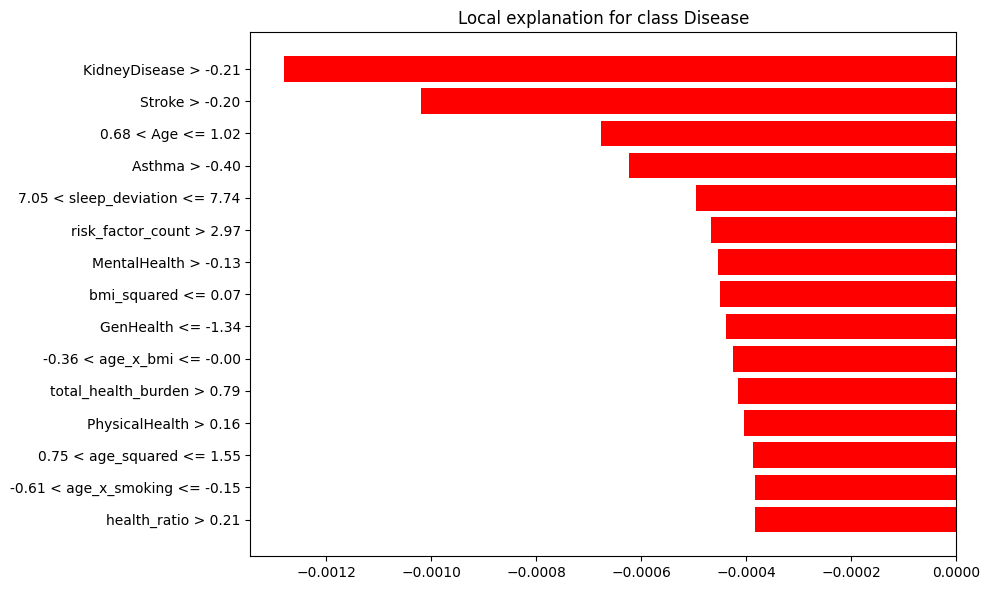 Local explanation for class Disease
KidneyDisease > -0.21
Stroke > -0.20
0.68 < Age <= 1.02
Asthma > -0.40
7.05 < sleep_deviation <= 7.74
risk_factor_count > 2.97
MentalHealth > -0.13
bmi_squared <= 0.07
GenHealth <= -1.34
-0.36 < age_x_bmi <= -0.00
total_health_burden > 0.79
PhysicalHealth > 0.16
0.75 < age_squared <= 1.55
-0.61 < age_x_smoking <= -0.15
health_ratio > 0.21
−0.0012 −0.0010 −0.0008 −0.0006 −0.0004 −0.0002 0.0000